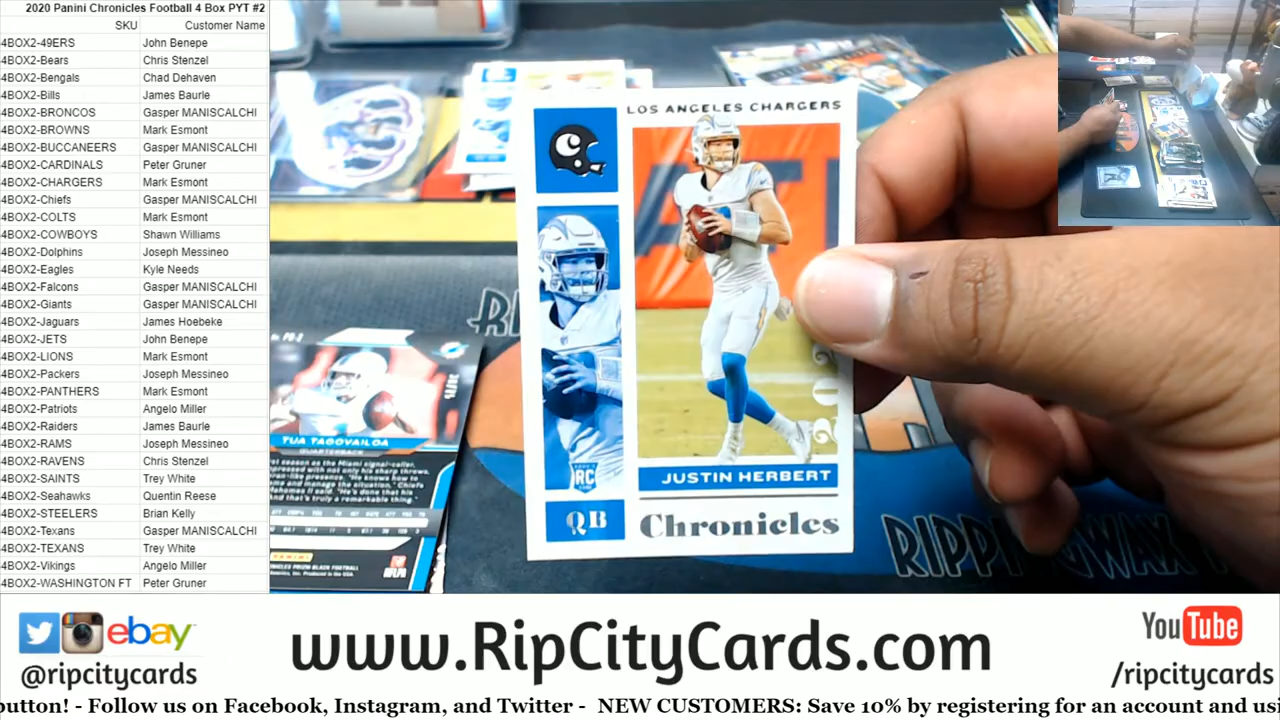 2020 Panini Chronicles Football 4 Box PYT #2
SKU Customer Name
4BOX2-49ERS John Benepe
4BOX2-Bears Chris Stenzel
4BOX2-Bengals Chad Dehaven
4BOX2-Bills James Baurle
4BOX2-BRONCOS Gasper MANISCALCHI
4BOX2-BROWNS Mark Esmont
4BOX2-BUCCANEERS Gasper MANISCALCHI
4BOX2-CARDINALS Peter Gruner
4BOX2-CHARGERS Mark Esmont
4BOX2-Chiefs Gasper MANISCALCHI
4BOX2-COLTS Mark Esmont
4BOX2-COWBOYS Shawn Williams
4BOX2-Dolphins Joseph Messineo
4BOX2-Eagles Kyle Needs
4BOX2-Falcons Gasper MANISCALCHI
4BOX2-Giants Gasper MANISCALCHI
4BOX2-Jaguars James Hoebeke
4BOX2-JETS John Benepe
4BOX2-LIONS Mark Esmont
4BOX2-Packers Joseph Messineo
4BOX2-PANTHERS Mark Esmont
4BOX2-Patriots Angelo Miller
4BOX2-Raiders James Baurle
4BOX2-RAMS Joseph Messineo
4BOX2-RAVENS Chris Stenzel
4BOX2-SAINTS Trey White
4BOX2-Seahawks Quentin Reese
4BOX2-STEELERS Brian Kelly
4BOX2-Texans Gasper MANISCALCHI
4BOX2-TEXANS Trey White
4BOX2-Vikings Angelo Miller
4BOX2-WASHINGTON FT Peter Gruner
LOS ANGELES CHARGERS
RC
JUSTIN HERBERT
QB
Chronicles
TUA TAGOVAILOA
QUARTERBACK
PANINI
ebay
@ripcitycards
www.RipCityCards.com
YouTube
/ripcitycards
button! - Follow us on Facebook, Instagram, and Twitter - NEW CUSTOMERS: Save 10% by registering for an account and usi